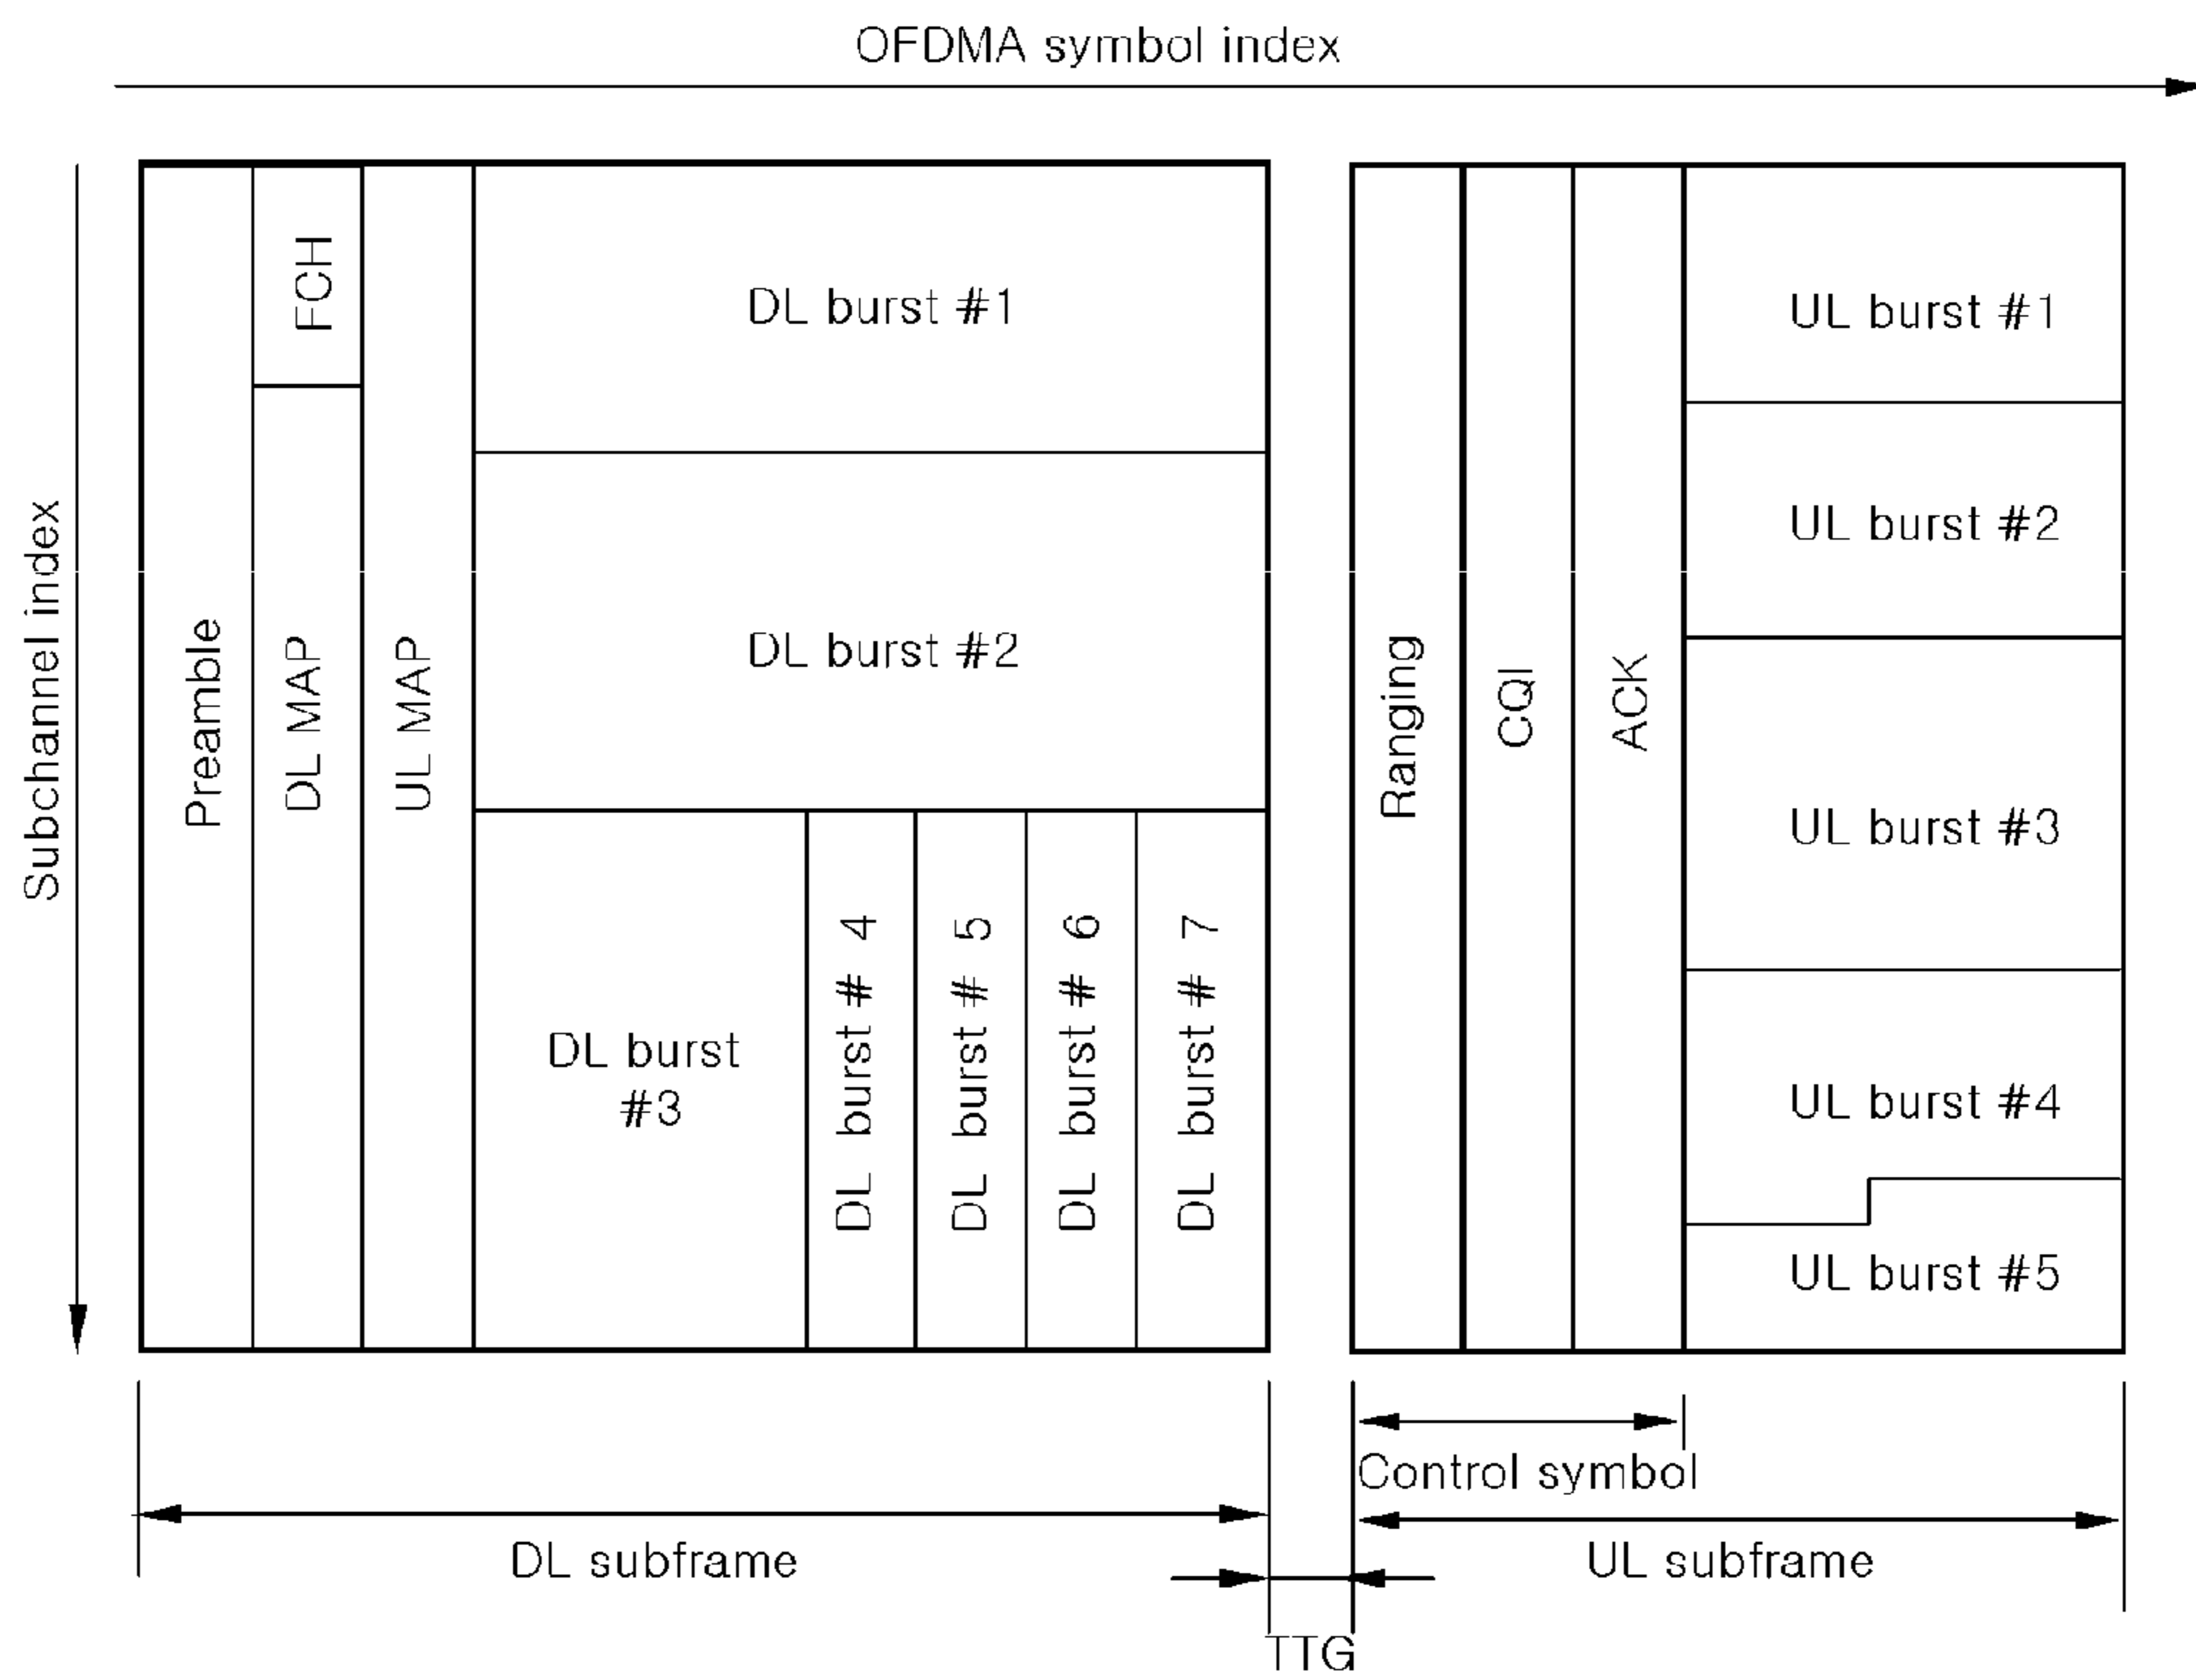 OFDMA symbol index
Subchannel index
Preamble
FCH
DL MAP
UL MAP
DL burst #1
DL burst #2
DL burst
#3
DL burst # 4
DL burst # 5
DL burst # 6
DL burst # 7
Ranging
CQI
ACK
UL burst #1
UL burst #2
UL burst #3
UL burst #4
UL burst #5
Control symbol
DL subframe
UL subframe
TTG